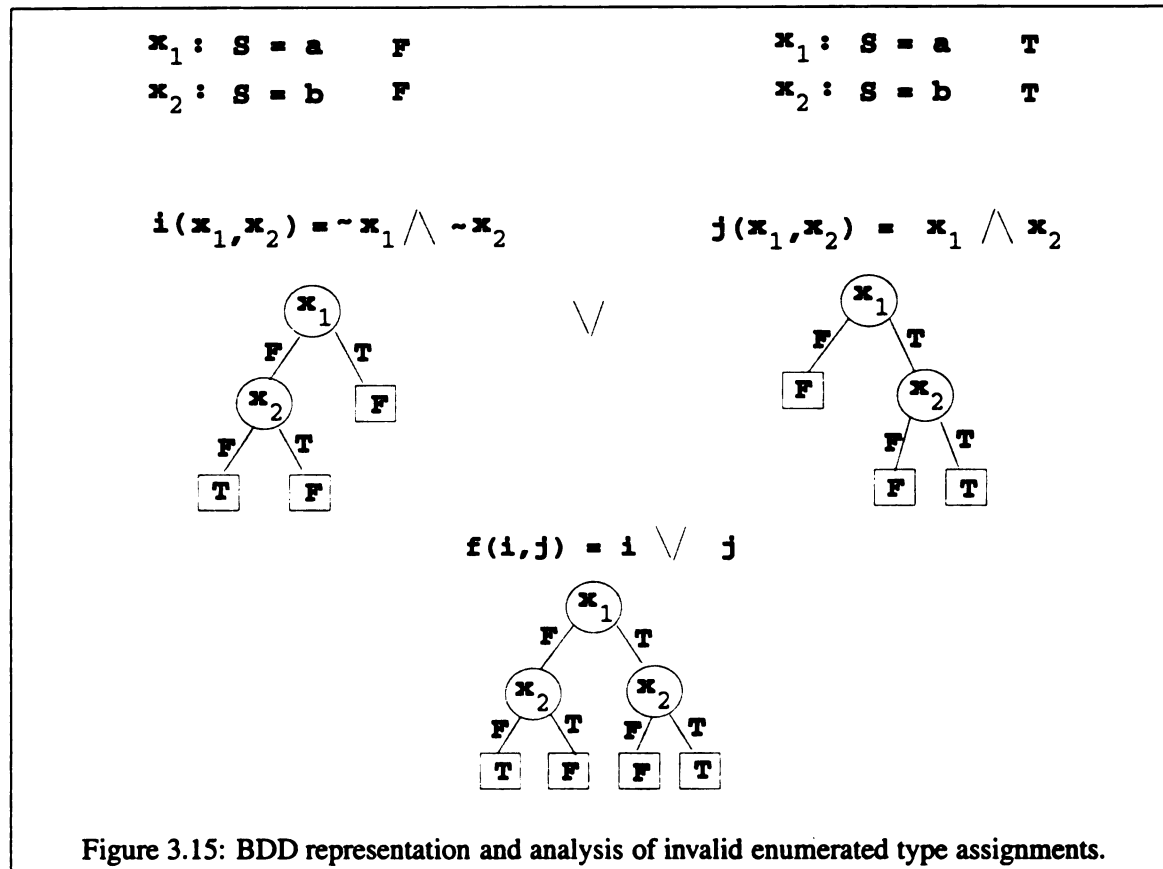 x1: S = a F
x2: S = b F
x1: S = a T
x2: S = b T
i(x1,x2) = ~x1 /\ ~x2
\/
j(x1,x2) = x1 /\ x2
x1
F T
x2 F
F T
T F
x1
F T
F x2
F T
F T
f(i,j) = i \/ j
x1
F T
x2 x2
F T F T
T F F T
Figure 3.15: BDD representation and analysis of invalid enumerated type assignments.